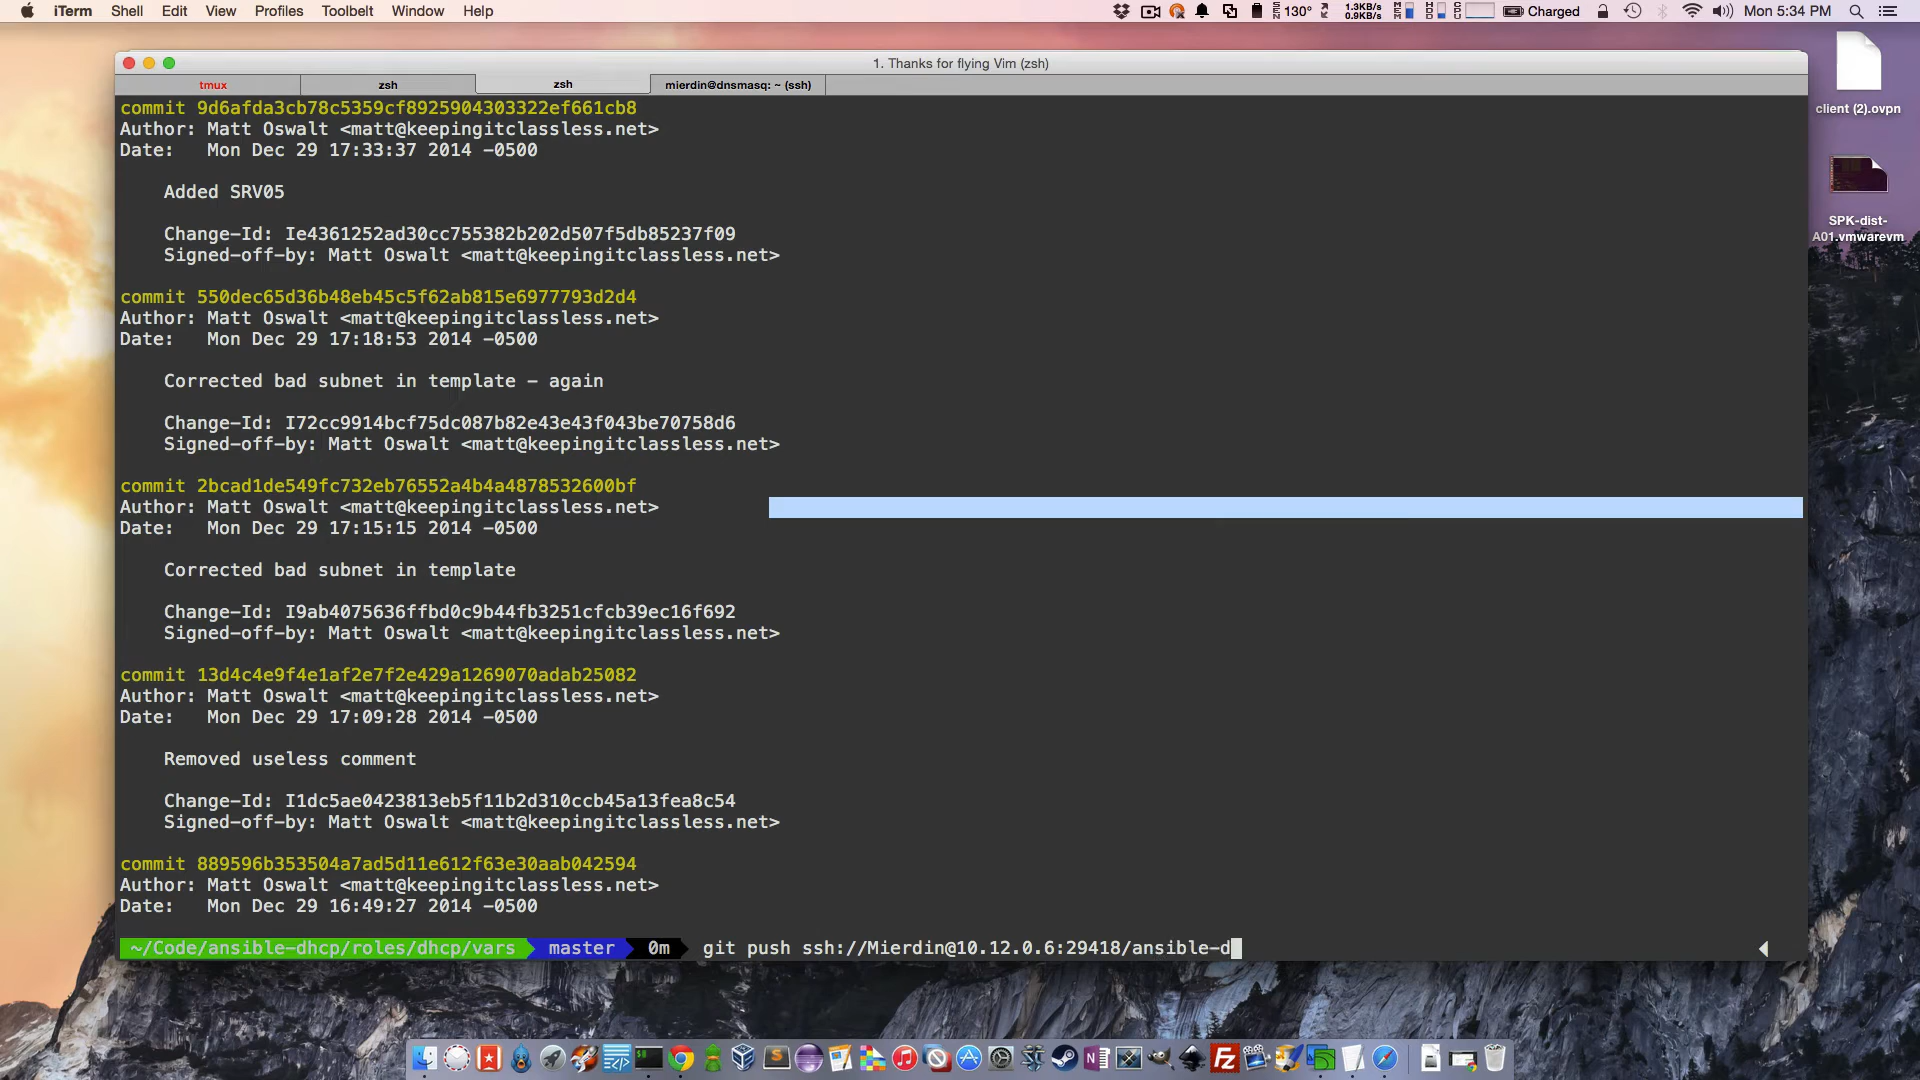 iTerm Shell Edit View Profiles Toolbelt Window Help
130° 1.3KB/s 0.9KB/s Charged Mon 5:34 PM
1. Thanks for flying Vim (zsh)
tmux zsh zsh mierdin@dnsmasq: ~ (ssh)
client (2).ovpn
SPK-dist-
A01.vmwarevm
commit 9d6afda3cb78c5359cf8925904303322ef661cb8
Author: Matt Oswalt <matt@keepingitclassless.net>
Date:   Mon Dec 29 17:33:37 2014 -0500
Added SRV05
Change-Id: Ie4361252ad30cc755382b202d507f5db85237f09
Signed-off-by: Matt Oswalt <matt@keepingitclassless.net>
commit 550dec65d36b48eb45c5f62ab815e6977793d2d4
Author: Matt Oswalt <matt@keepingitclassless.net>
Date:   Mon Dec 29 17:18:53 2014 -0500
Corrected bad subnet in template - again
Change-Id: I72cc9914bcf75dc087b82e43e43f043be70758d6
Signed-off-by: Matt Oswalt <matt@keepingitclassless.net>
commit 2bcad1de549fc732eb76552a4b4a4878532600bf
Author: Matt Oswalt <matt@keepingitclassless.net>
Date:   Mon Dec 29 17:15:15 2014 -0500
Corrected bad subnet in template
Change-Id: I9ab4075636ffbd0c9b44fb3251cfcb39ec16f692
Signed-off-by: Matt Oswalt <matt@keepingitclassless.net>
commit 13d4c4e9f4e1af2e7f2e429a1269070adab25082
Author: Matt Oswalt <matt@keepingitclassless.net>
Date:   Mon Dec 29 17:09:28 2014 -0500
Removed useless comment
Change-Id: I1dc5ae0423813eb5f11b2d310ccb45a13fea8c54
Signed-off-by: Matt Oswalt <matt@keepingitclassless.net>
commit 889596b353504a7ad5d11e612f63e30aab042594
Author: Matt Oswalt <matt@keepingitclassless.net>
Date:   Mon Dec 29 16:49:27 2014 -0500
~/Code/ansible-dhcp/roles/dhcp/vars master 0m git push ssh://Mierdin@10.12.0.6:29418/ansible-d